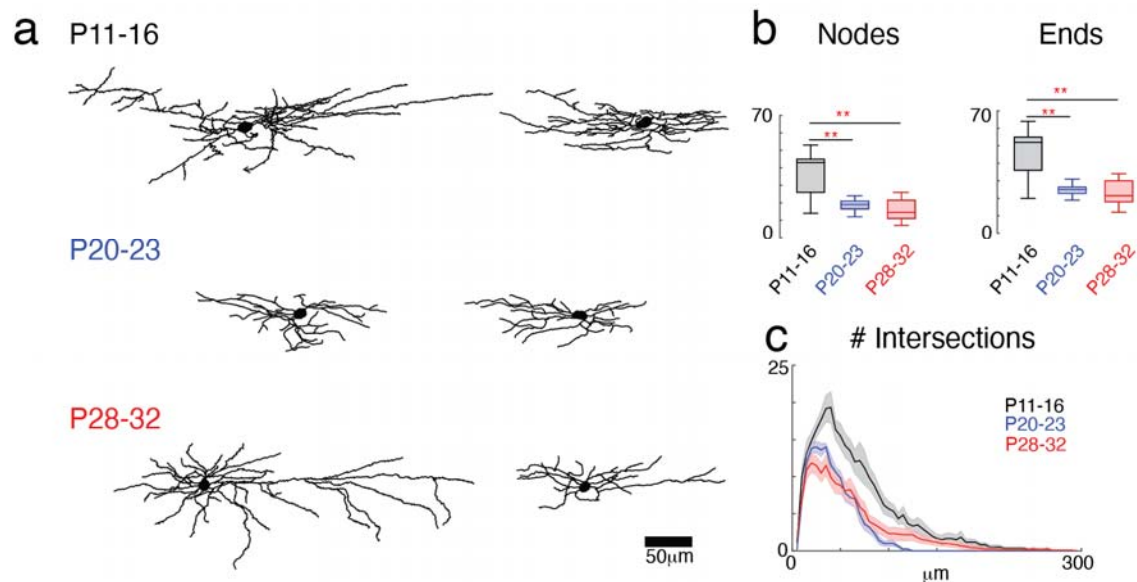 a
P11-16
P20-23
P28-32
50μm
b
Nodes
Ends
70
**
**
0
P11-16
P20-23
P28-32
70
**
**
0
P11-16
P20-23
P28-32
c
# Intersections
25
P11-16
P20-23
P28-32
0
0
μm
300